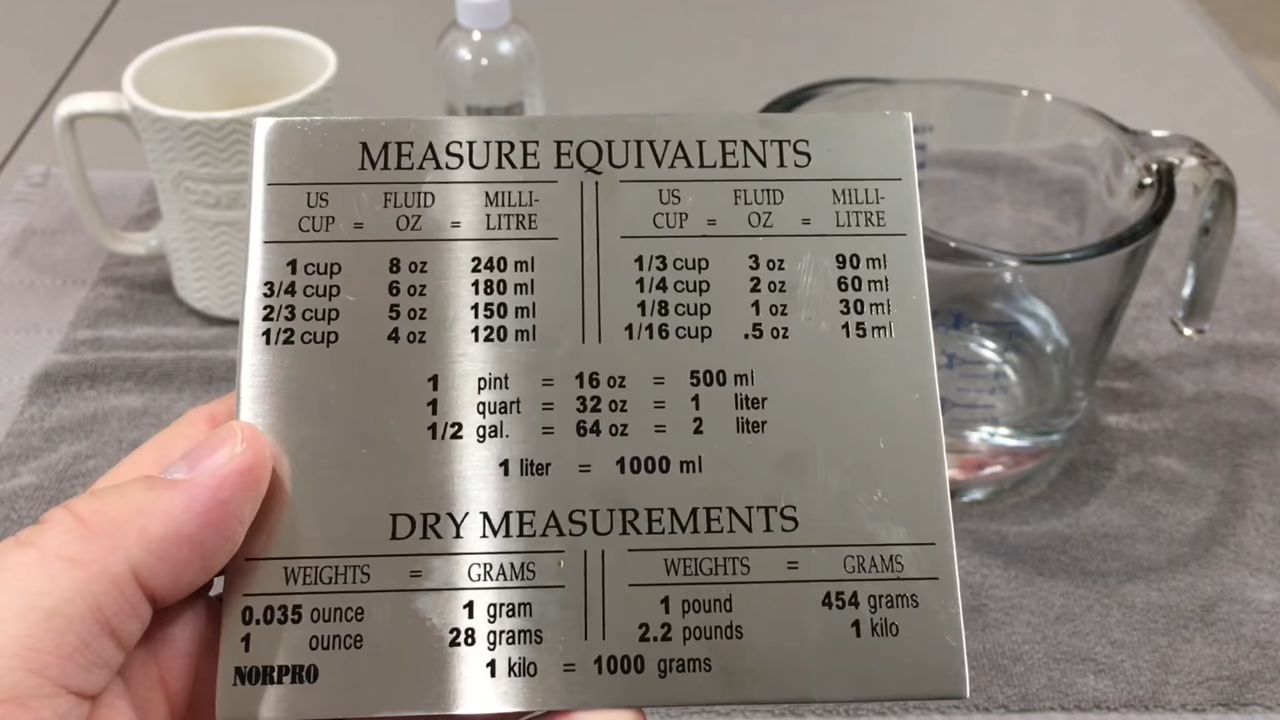 MEASURE EQUIVALENTS
US CUP = FLUID OZ = MILLI-LITRE
1 cup 8 oz 240 ml
3/4 cup 6 oz 180 ml
2/3 cup 5 oz 150 ml
1/2 cup 4 oz 120 ml
US CUP = FLUID OZ = MILLI-LITRE
1/3 cup 3 oz 90 ml
1/4 cup 2 oz 60 ml
1/8 cup 1 oz 30 ml
1/16 cup .5 oz 15 ml
1 pint = 16 oz = 500 ml
1 quart = 32 oz = 1 liter
1/2 gal. = 64 oz = 2 liter
1 liter = 1000 ml
DRY MEASUREMENTS
WEIGHTS = GRAMS
0.035 ounce 1 gram
1 ounce 28 grams
WEIGHTS = GRAMS
1 pound 454 grams
2.2 pounds 1 kilo
1 kilo = 1000 grams
NORPRO